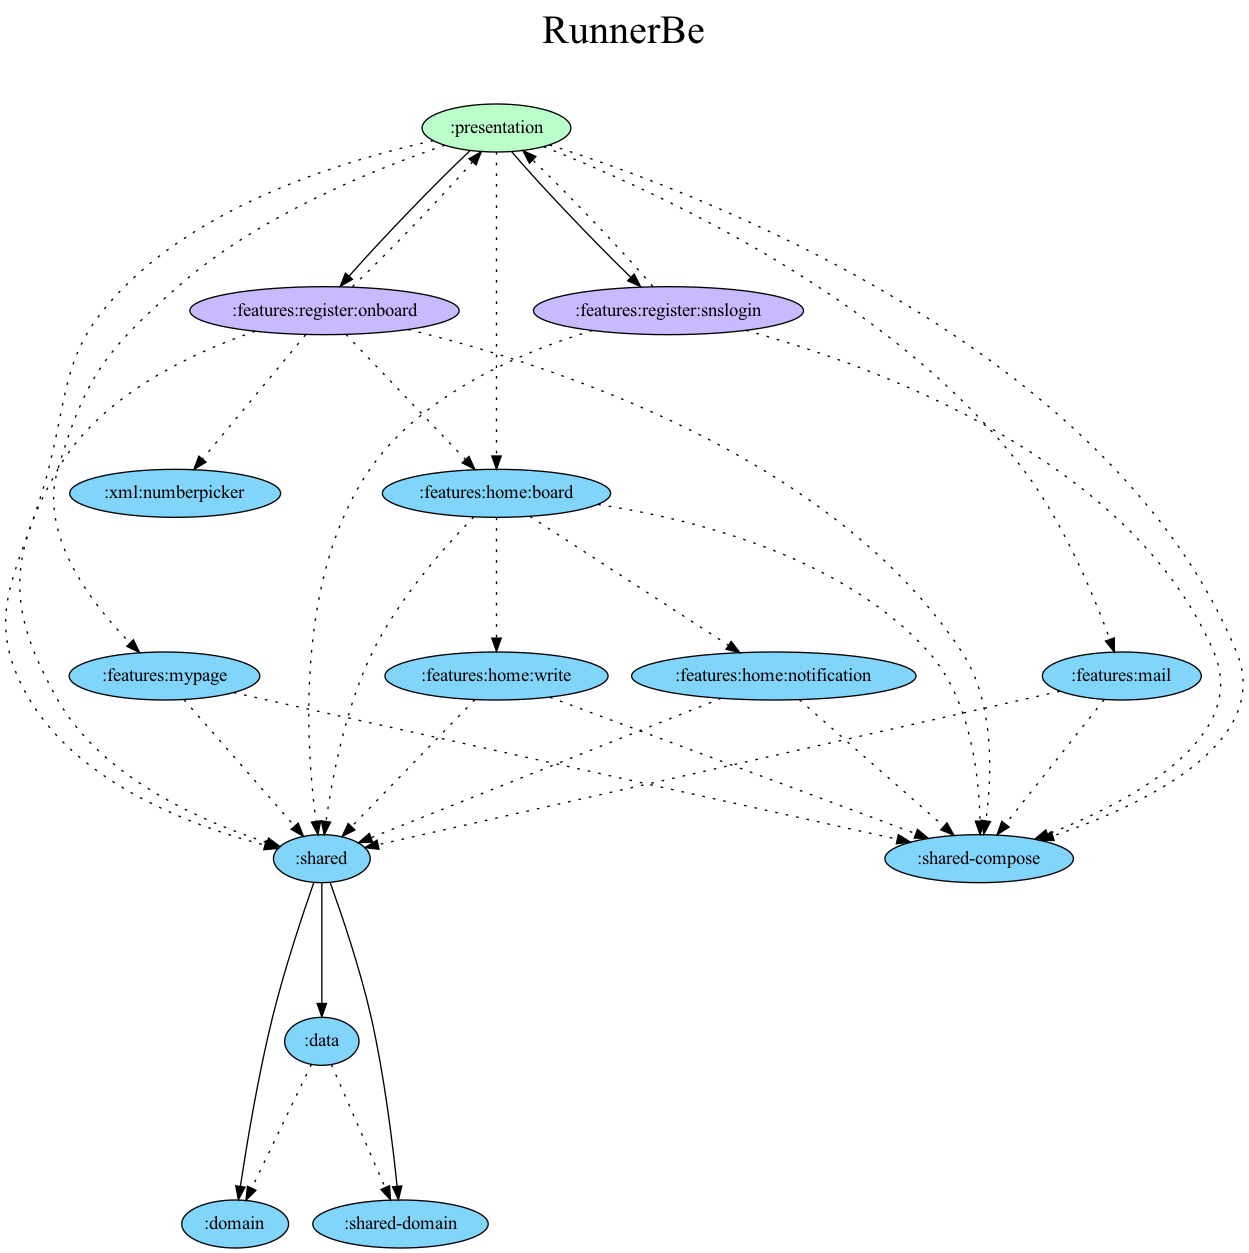 RunnerBe
:presentation
:features:register:onboard
:features:register:snslogin
:xml:numberpicker
:features:home:board
:features:mypage
:features:home:write
:features:home:notification
:features:mail
:shared
:shared-compose
:data
:domain
:shared-domain